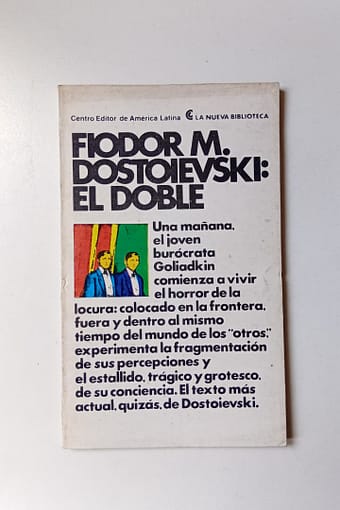 Centro Editor de América Latina LA NUEVA BIBLIOTECA
FIODOR M.
DOSTOIEVSKI:
EL DOBLE
Una mañana,
el joven
burócrata
Goliadkin
comienza a vivir
el horror de la
locura: colocado en la frontera,
fuera y dentro al mismo
tiempo del mundo de los "otros",
experimenta la fragmentación
de sus percepciones y
el estallido, trágico y grotesco,
de su conciencia. El texto más
actual, quizás, de Dostoievski.